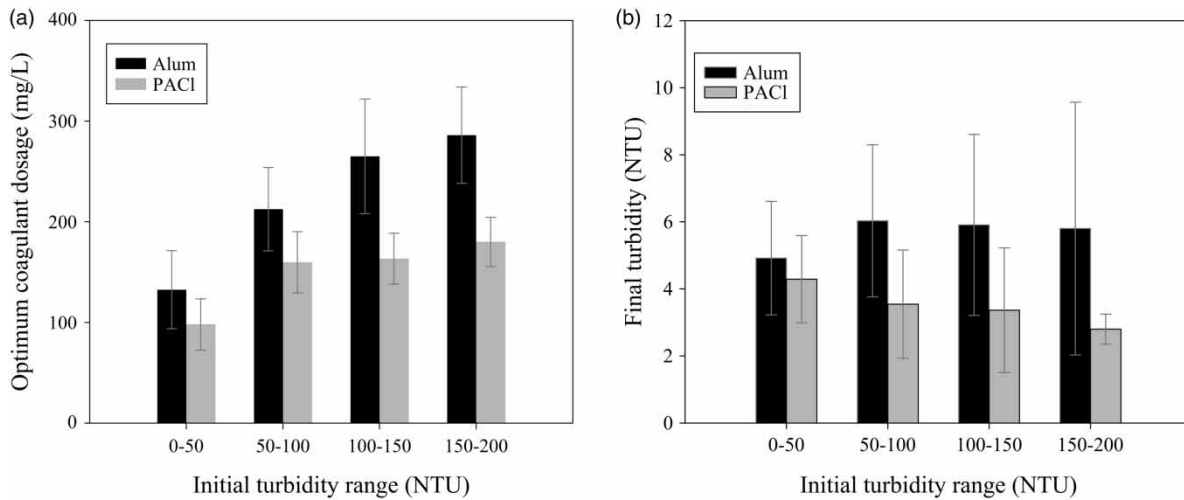 (a)
400
300
200
100
0
Optimum coagulant dosage (mg/L)
Alum
PACl
0-50
50-100
100-150
150-200
Initial turbidity range (NTU)
(b)
12
10
8
6
4
2
0
Final turbidity (NTU)
Alum
PACl
0-50
50-100
100-150
150-200
Initial turbidity range (NTU)